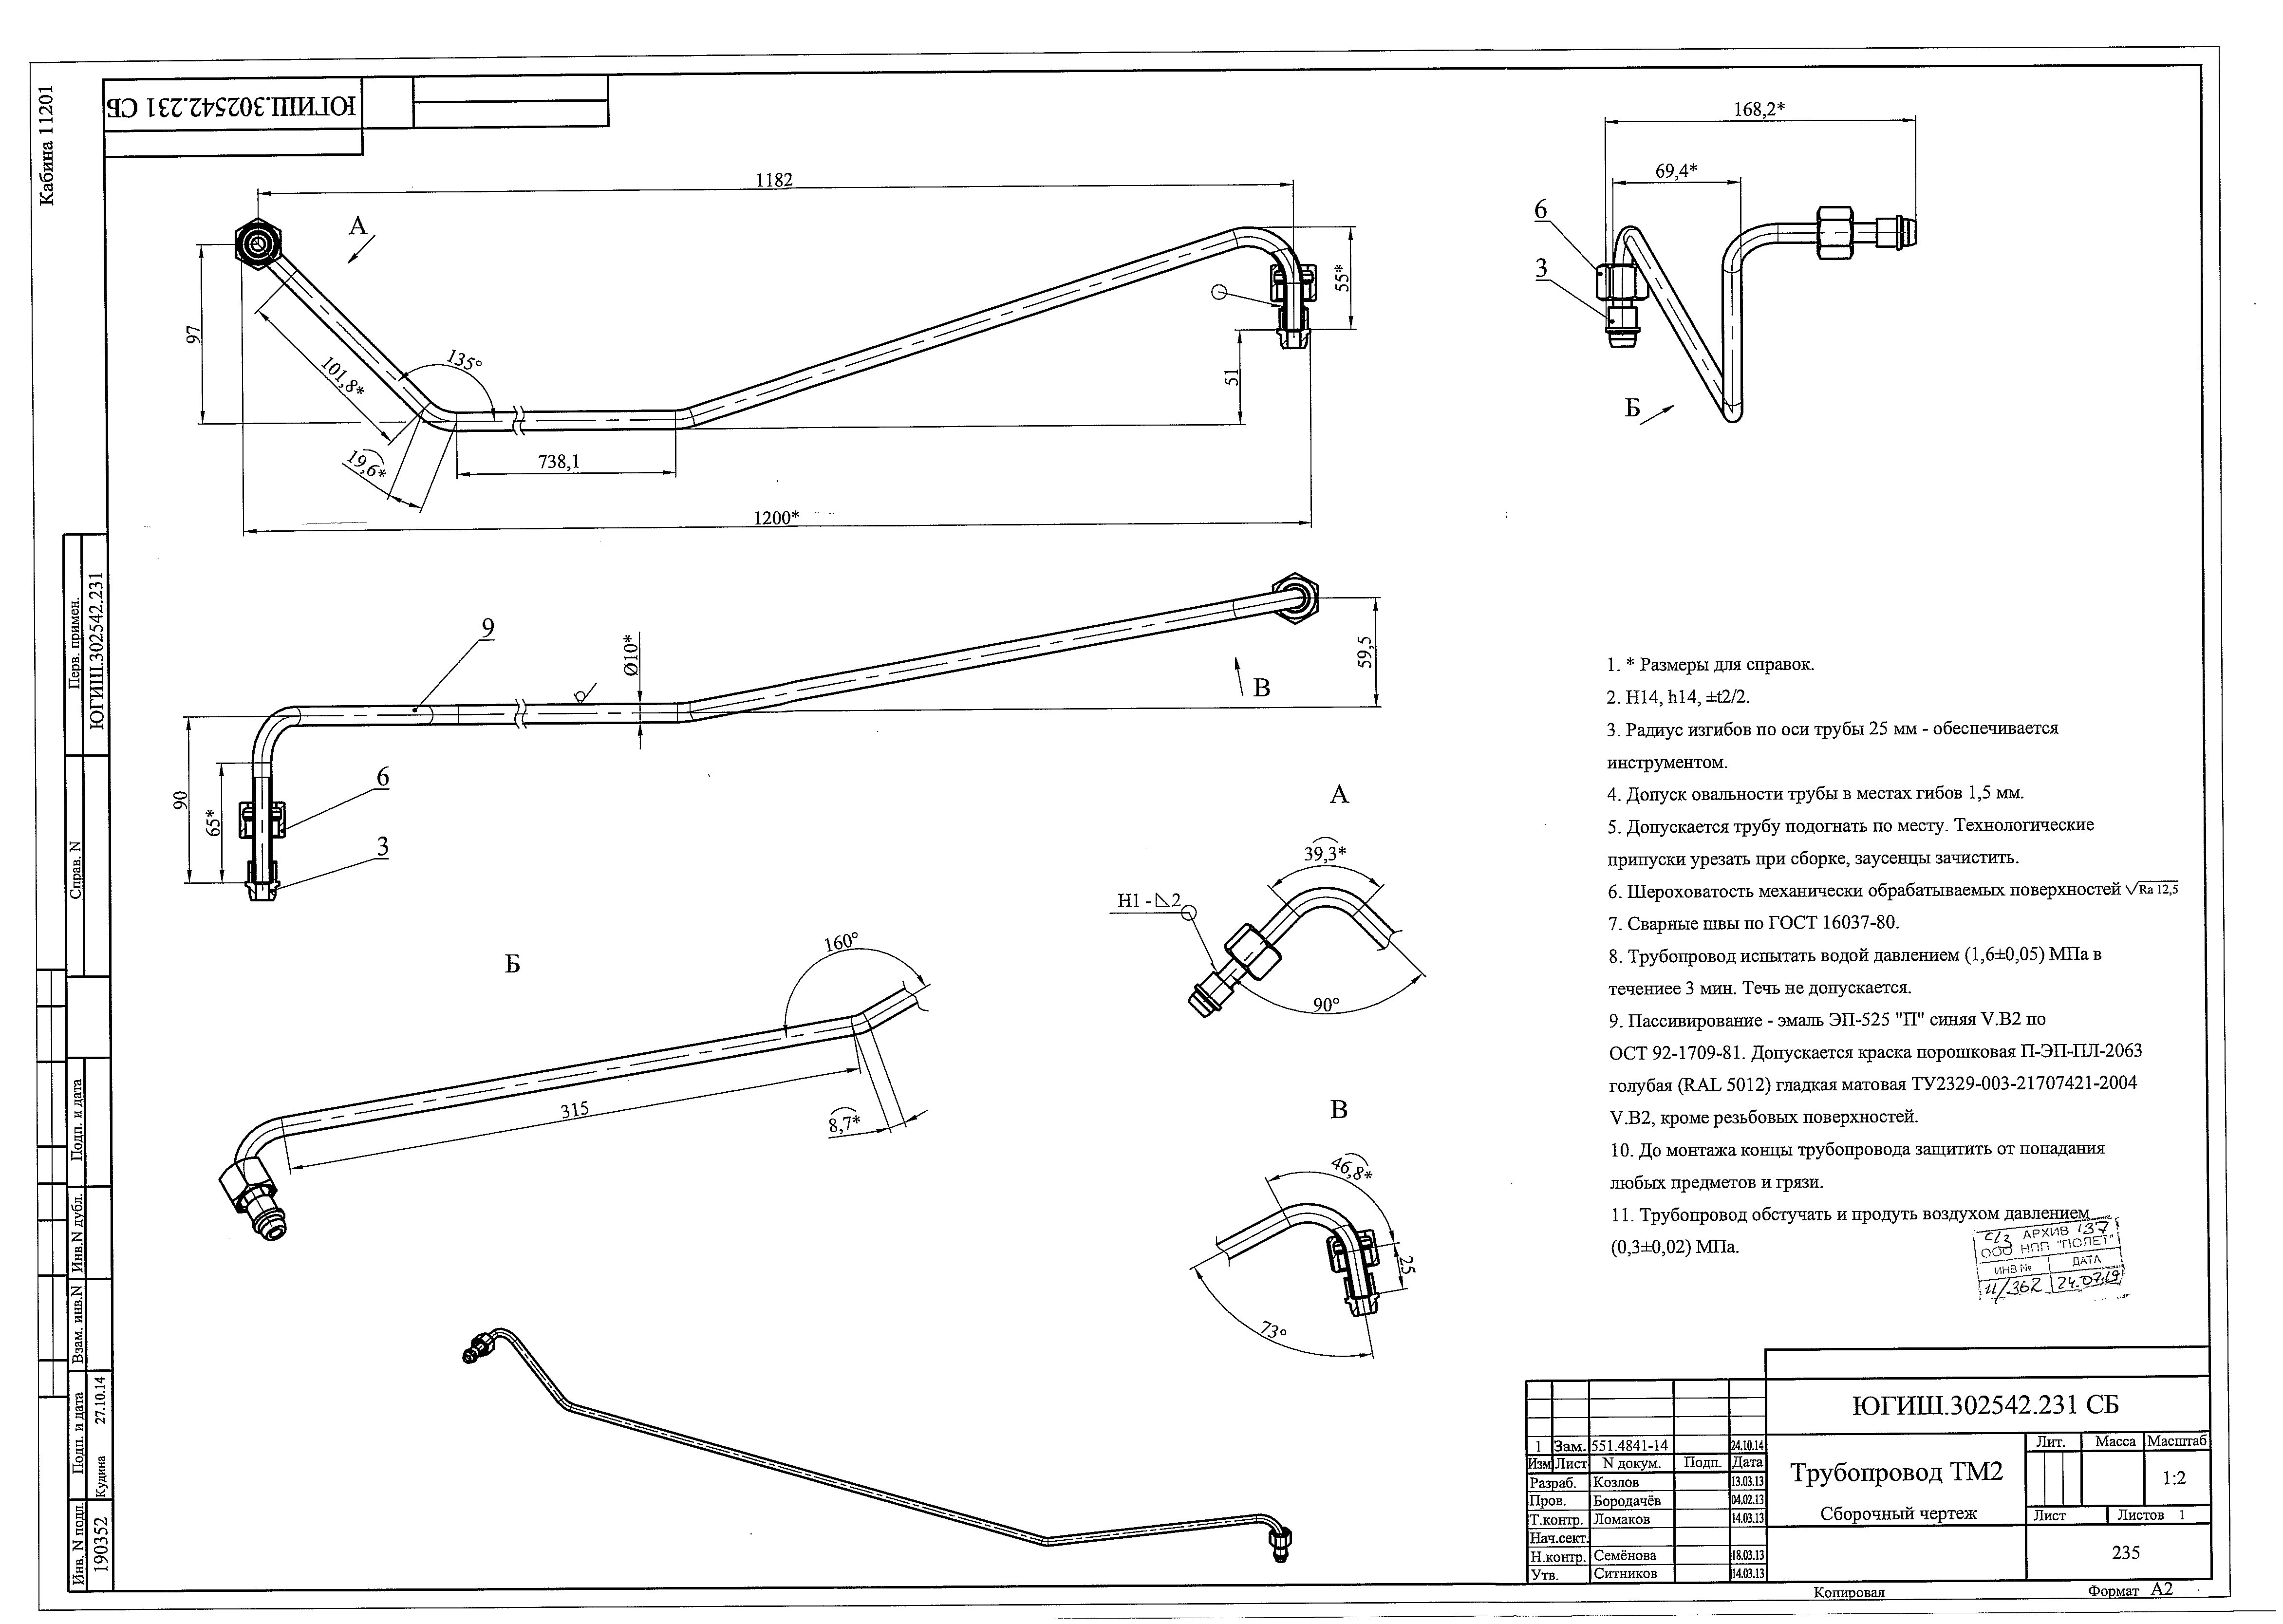 Кабина 11201
ЮГИШ.302542.231 СБ
1182
А
97
101,8*
135°
19,6*
738,1
1200*
55*
51
168,2*
69,4*
6
3
Б
9
Ø10*
59,5
В
90
65*
6
3
А
39,3*
Н1 - ⊿2
90°
Б
160°
315
8,7*
В
46,8*
25
73°
1. * Размеры для справок.
2. H14, h14, ±t2/2.
3. Радиус изгибов по оси трубы 25 мм - обеспечивается
инструментом.
4. Допуск овальности трубы в местах гибов 1,5 мм.
5. Допускается трубу подогнать по месту. Технологические
припуски урезать при сборке, заусенцы зачистить.
6. Шероховатость механически обрабатываемых поверхностей √Ra 12,5
7. Сварные швы по ГОСТ 16037-80.
8. Трубопровод испытать водой давлением (1,6±0,05) МПа в
течениее 3 мин. Течь не допускается.
9. Пассивирование - эмаль ЭП-525 "П" синяя V.В2 по
ОСТ 92-1709-81. Допускается краска порошковая П-ЭП-ПЛ-2063
голубая (RAL 5012) гладкая матовая ТУ2329-003-21707421-2004
V.В2, кроме резьбовых поверхностей.
10. До монтажа концы трубопровода защитить от попадания
любых предметов и грязи.
11. Трубопровод обстучать и продуть воздухом давлением
(0,3±0,02) МПа.
с/з АРХИВ 137
ООО НПП "ПОЛЕТ"
ИНВ № ДАТА
11/362 24.07.19
Перв. примен.
ЮГИШ.302542.231
Справ. N
Подп. и дата
Инв.N дубл.
Взам. инв.N
Подп. и дата
Кудина 27.10.14
Инв. N подл.
190352
ЮГИШ.302542.231 СБ
1 Зам. 551.4841-14 24.10.14
Изм Лист N докум. Подп. Дата
Разраб. Козлов 13.03.13
Пров. Бородачёв 04.02.13
Т.контр. Ломаков 14.03.13
Нач.сект.
Н.контр. Семёнова 18.03.13
Утв. Ситников 14.03.13
Трубопровод ТМ2
Сборочный чертеж
Лит. Масса Масштаб
1:2
Лист Листов 1
235
Копировал Формат А2